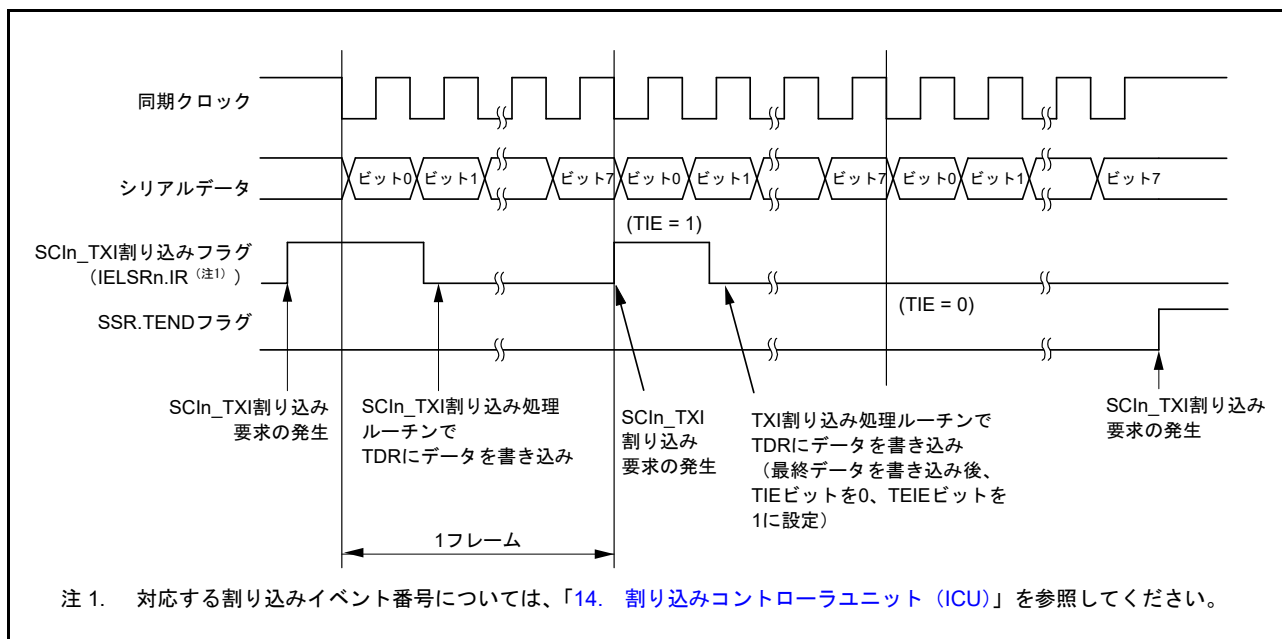 同期クロック
シリアルデータ
ビット0
ビット1
ビット7
ビット0
ビット1
ビット7
ビット0
ビット1
ビット7
(TIE = 1)
SCIn_TXI割り込みフラグ
（IELSRn.IR（注1））
(TIE = 0)
SSR.TENDフラグ
SCIn_TXI割り込み
要求の発生
SCIn_TXI割り込み処理
ルーチンで
TDRにデータを書き込み
SCIn_TXI
割り込み
要求の発生
TXI割り込み処理ルーチンで
TDRにデータを書き込み
（最終データを書き込み後、
TIEビットを0、TEIEビットを
1に設定）
SCIn_TXI割り込み
要求の発生
1フレーム
注 1. 対応する割り込みイベント番号については、「14. 割り込みコントローラユニット（ICU）」を参照してください。